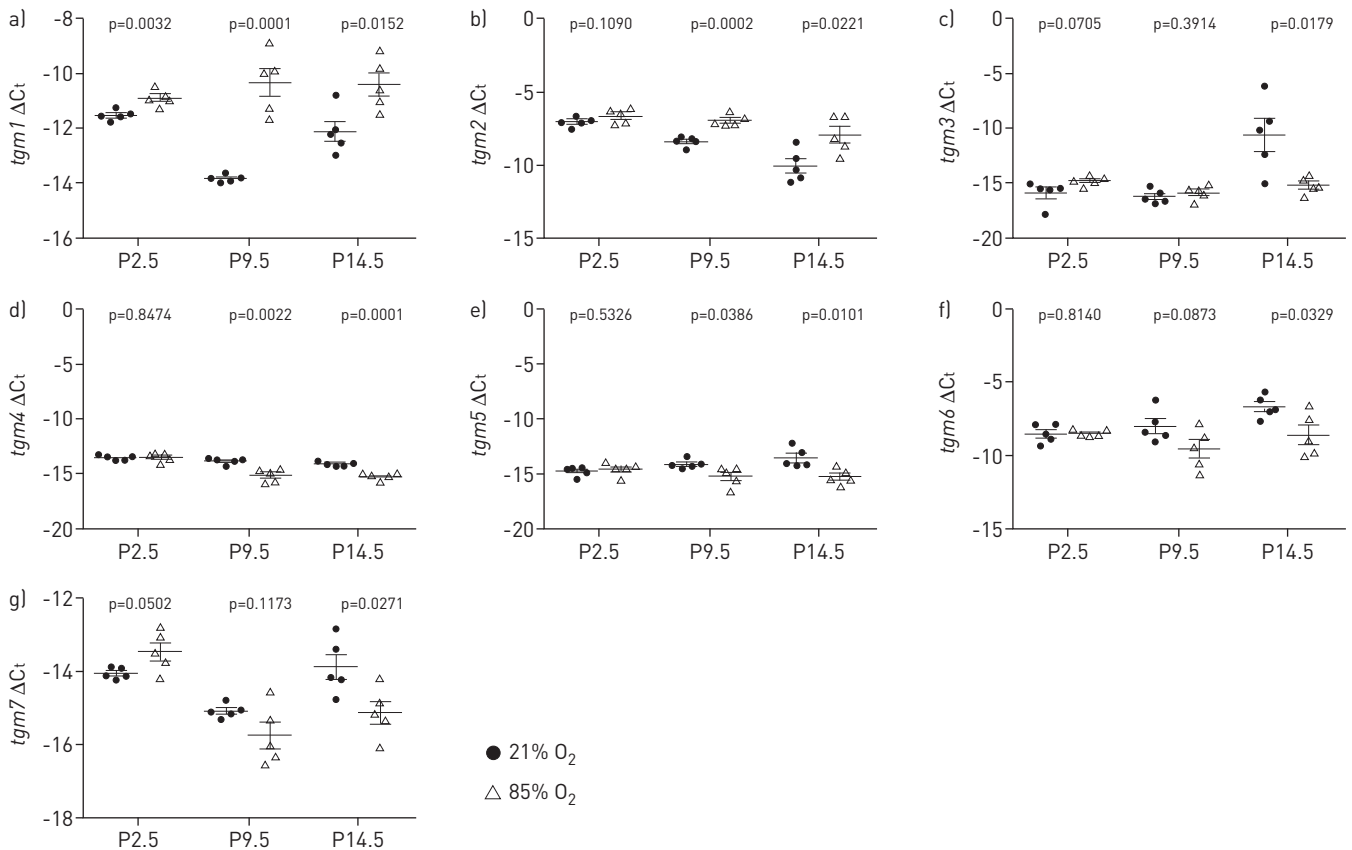 a)
tgm1 ΔCt
-8
-10
-12
-14
-16
p=0.0032 p=0.0001 p=0.0152
P2.5 P9.5 P14.5
b)
tgm2 ΔCt
0
-5
-10
-15
p=0.1090 p=0.0002 p=0.0221
P2.5 P9.5 P14.5
c)
tgm3 ΔCt
0
-5
-10
-15
-20
p=0.0705 p=0.3914 p=0.0179
P2.5 P9.5 P14.5
d)
tgm4 ΔCt
0
-5
-10
-15
-20
p=0.8474 p=0.0022 p=0.0001
P2.5 P9.5 P14.5
e)
tgm5 ΔCt
0
-5
-10
-15
-20
p=0.5326 p=0.0386 p=0.0101
P2.5 P9.5 P14.5
f)
tgm6 ΔCt
0
-5
-10
-15
p=0.8140 p=0.0873 p=0.0329
P2.5 P9.5 P14.5
g)
tgm7 ΔCt
-12
-14
-16
-18
p=0.0502 p=0.1173 p=0.0271
P2.5 P9.5 P14.5
21% O₂
85% O₂